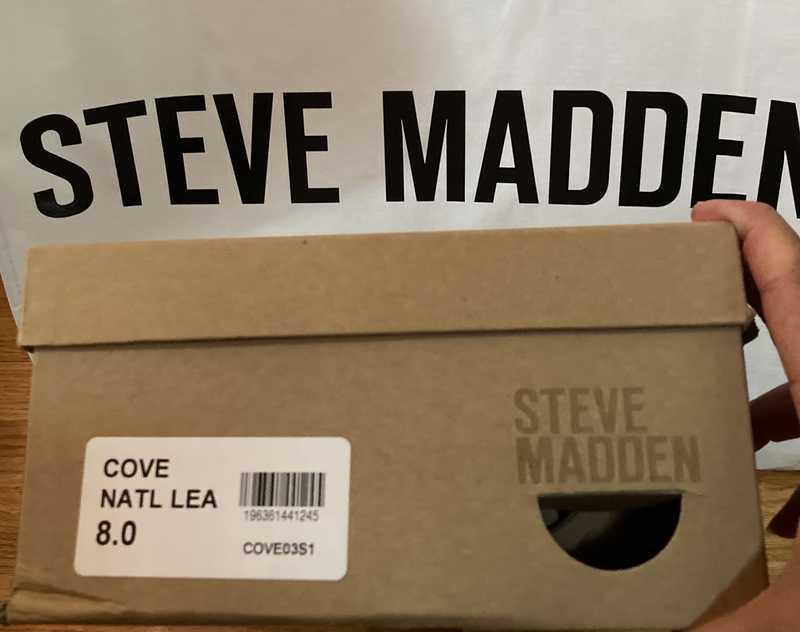 STEVE MADDEN
STEVE
MADDEN
COVE
NATL LEA
8.0
196361441245
COVE03S1